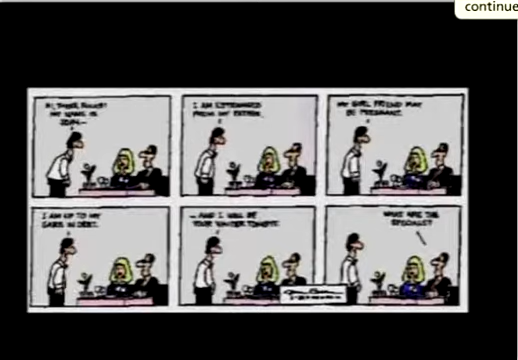 continue
HI, THERE, FOLKS!
MY NAME IS
JOHN--
I AM ESTRANGED
FROM MY FATHER.
MY GIRL FRIEND MAY
BE PREGNANT.
I AM UP TO MY
EARS IN DEBT.
-- AND I WILL BE
YOUR WAITER TONIGHT.
WHAT ARE THE
SPECIALS?